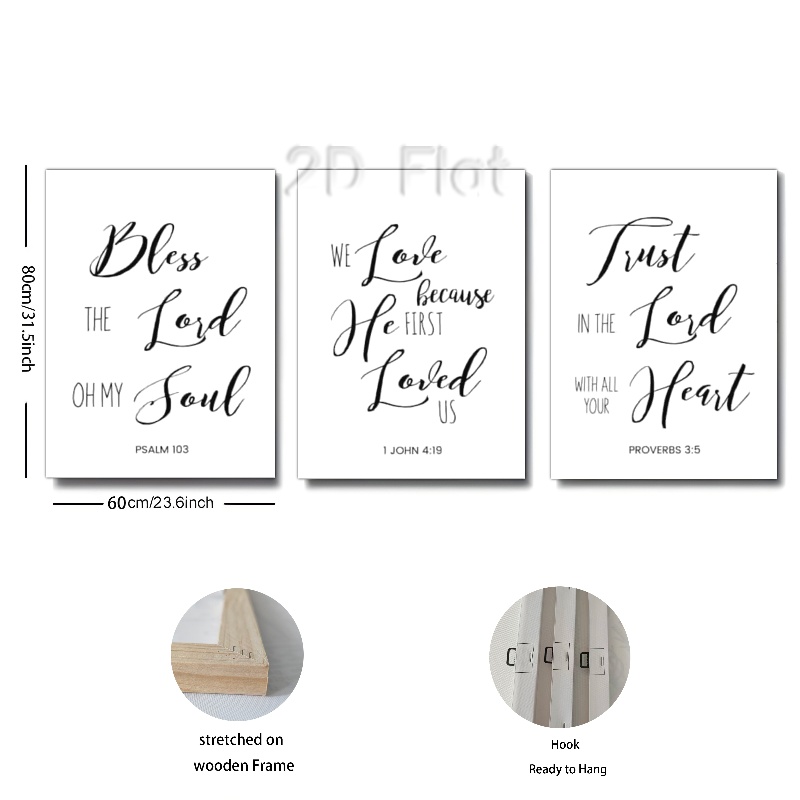 2D Flat
80cm/31.5inch
Bless
THE Lord
OH MY Soul
PSALM 103
WE Love
because
He FIRST
Loved
US
1 JOHN 4:19
Trust
IN THE Lord
WITH ALL
YOUR Heart
PROVERBS 3:5
60cm/23.6inch
stretched on
wooden Frame
Hook
Ready to Hang